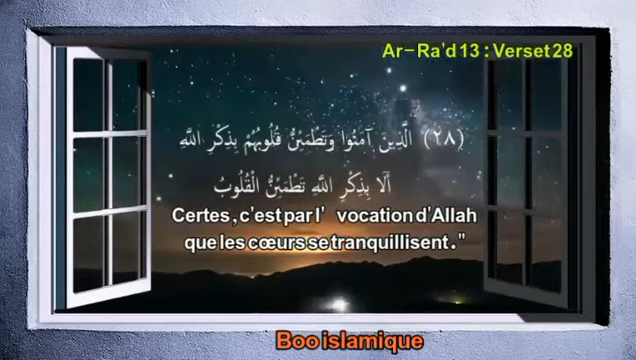 Ar-Ra'd 13 : Verset 28
(٢٨) الَّذِينَ آمَنُوا وَتَطْمَئِنُّ قُلُوبُهُمْ بِذِكْرِ اللَّهِ
أَلَا بِذِكْرِ اللَّهِ تَطْمَئِنُّ الْقُلُوبُ
Certes, c'est par l' vocation d'Allah
que les cœurs se tranquillisent."
Boo islamique